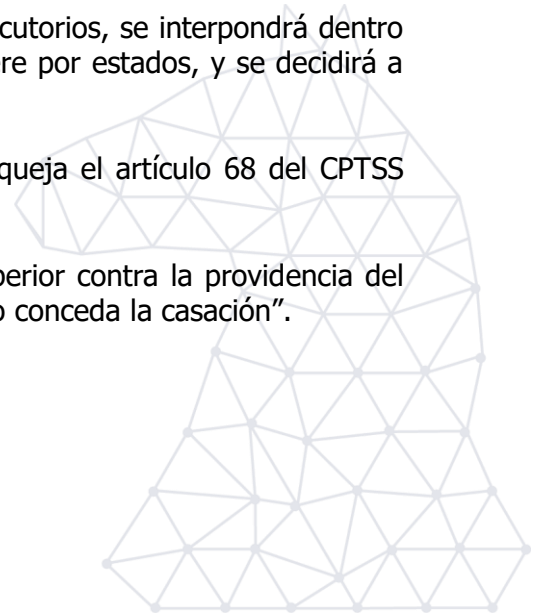 cutorios, se interpondrá dentro
re por estados, y se decidirá a
queja el artículo 68 del CPTSS
perior contra la providencia del
o conceda la casación”.